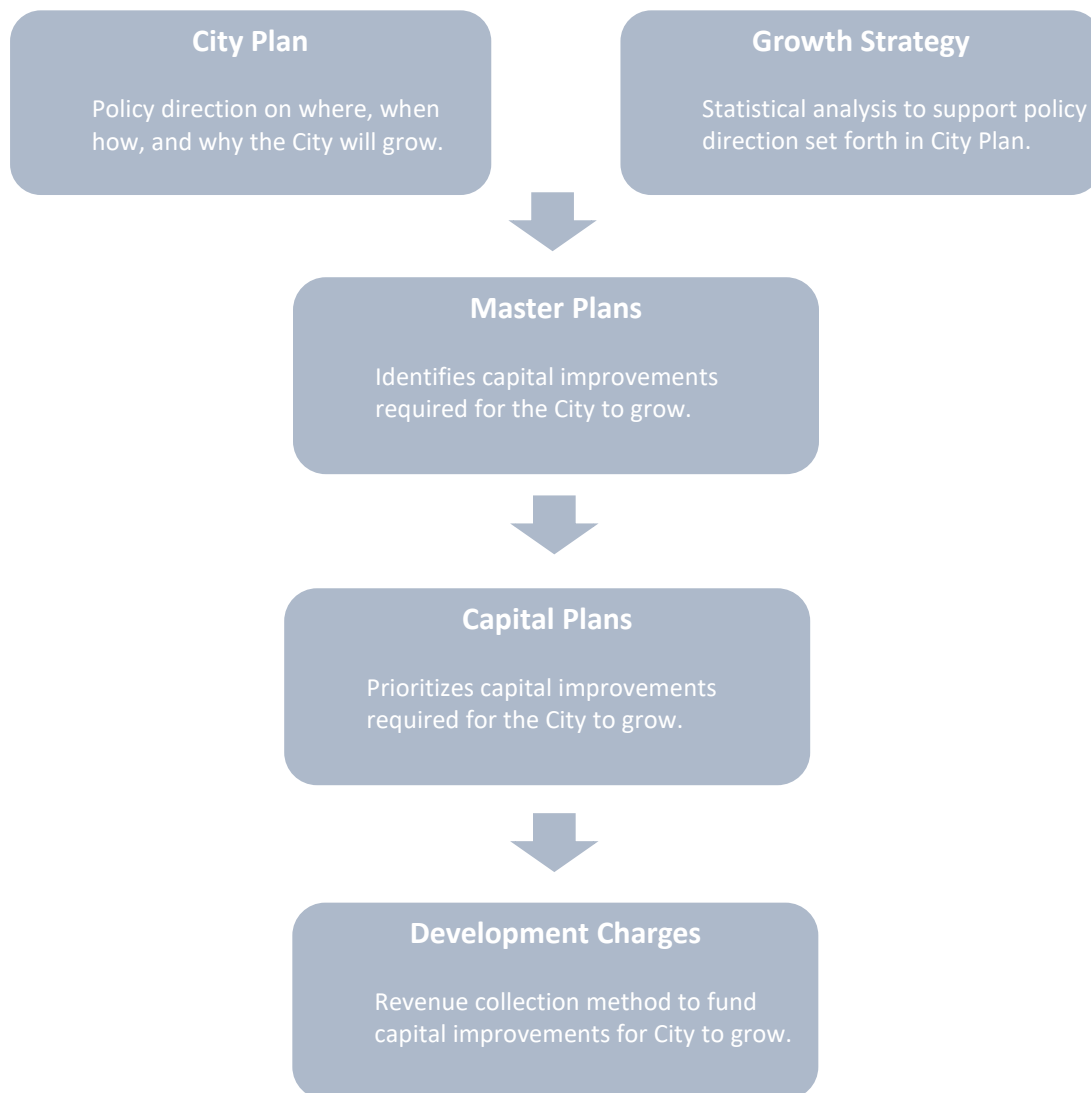 City Plan
Policy direction on where, when
how, and why the City will grow.
Growth Strategy
Statistical analysis to support policy
direction set forth in City Plan.
Master Plans
Identifies capital improvements
required for the City to grow.
Capital Plans
Prioritizes capital improvements
required for the City to grow.
Development Charges
Revenue collection method to fund
capital improvements for City to grow.